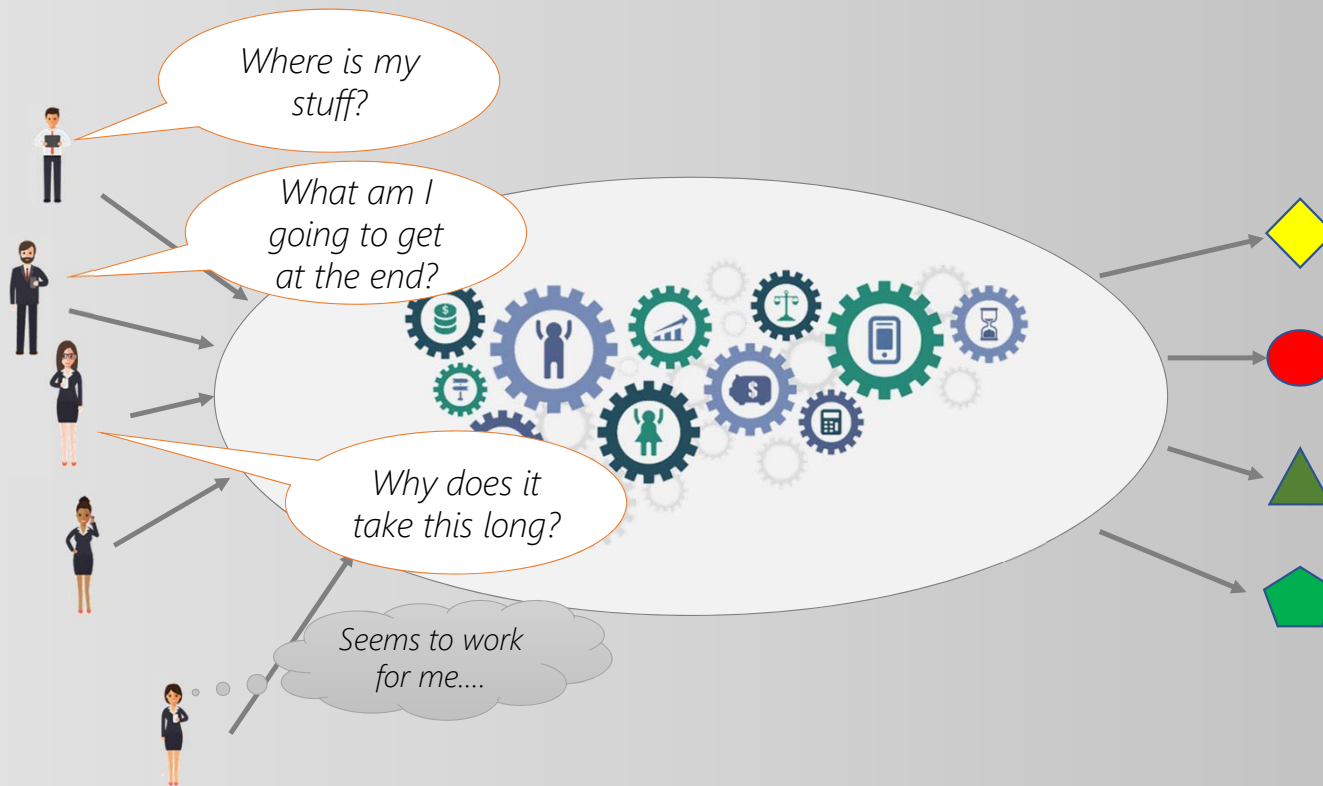 Where is my
stuff?
What am I
going to get
at the end?
Why does it
take this long?
Seems to work
for me....
$
$